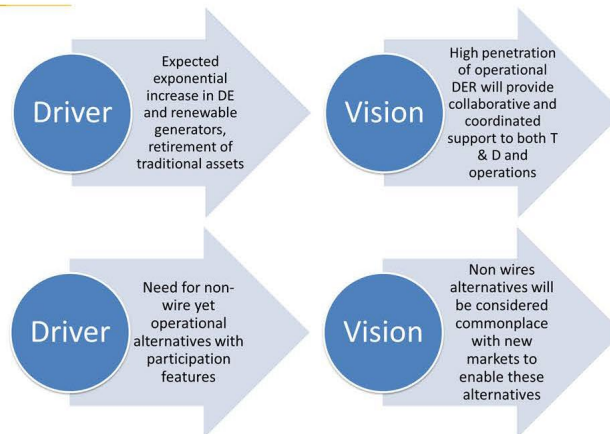 Driver
Expected
exponential
increase in DE
and renewable
generators,
retirement of
traditional assets
Vision
High penetration
of operational
DER will provide
collaborative and
coordinated
support to both T
& D and
operations
Driver
Need for non-
wire yet
operational
alternatives with
participation
features
Vision
Non wires
alternatives will
be considered
commonplace
with new
markets to
enable these
alternatives